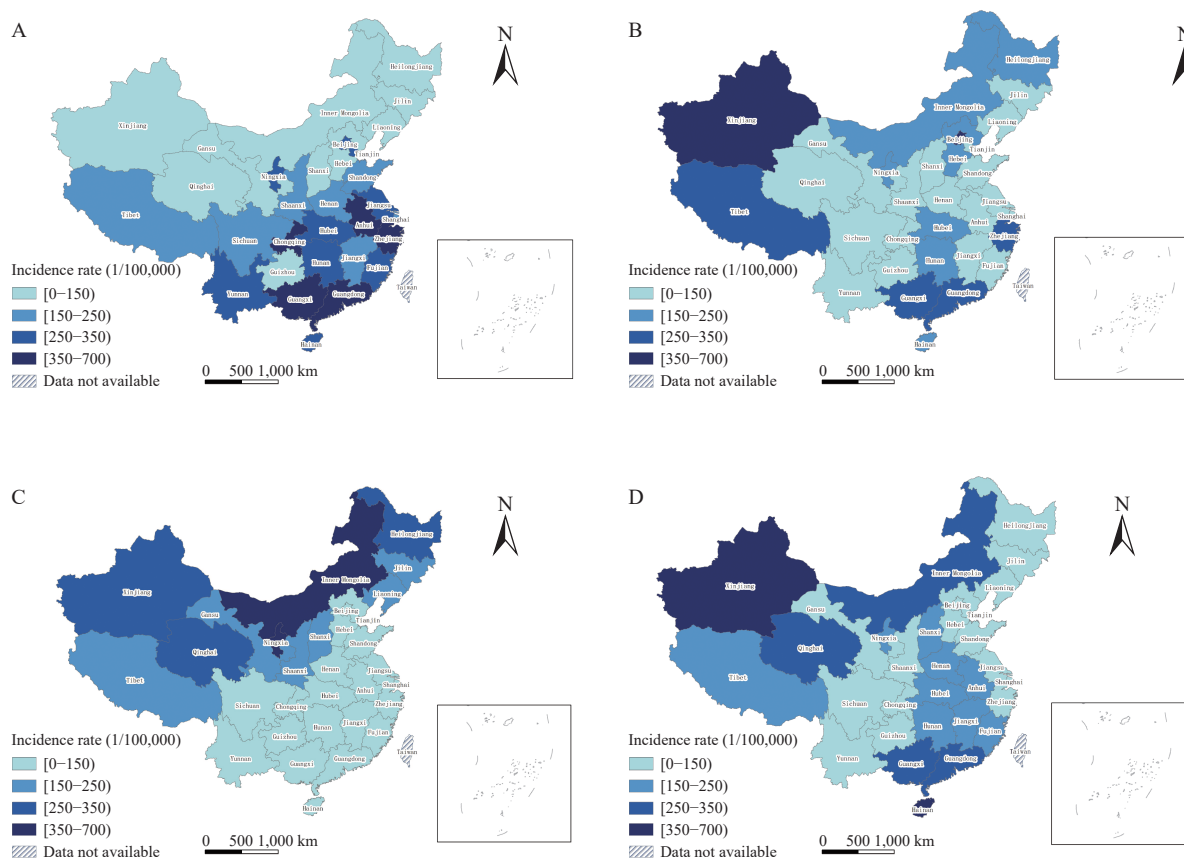 A
N
Heilongjiang
Jilin
Liaoning
Inner Mongolia
Xinjiang
Gansu
Beijing
Tianjin
Hebei
Shanxi
Ningxia
Shandong
Qinghai
Shaanxi
Henan
Jiangsu
Tibet
Anhui
Shanghai
Hubei
Sichuan
Chongqing
Zhejiang
Hunan
Jiangxi
Guizhou
Fujian
Yunnan
Guangxi
Guangdong
Taiwan
Hainan
Incidence rate (1/100,000)
[0−150)
[150−250)
[250−350)
[350−700)
Data not available
0 500 1,000 km
B
N
Heilongjiang
Jilin
Inner Mongolia
Liaoning
Xinjiang
Beijing
Gansu
Tianjin
Hebei
Shanxi
Ningxia
Shandong
Qinghai
Shaanxi
Henan
Jiangsu
Tibet
Shanghai
Anhui
Hubei
Zhejiang
Sichuan
Chongqing
Hunan
Jiangxi
Guizhou
Fujian
Yunnan
Guangxi
Guangdong
Taiwan
Hainan
Incidence rate (1/100,000)
[0−150)
[150−250)
[250−350)
[350−700)
Data not available
0 500 1,000 km
C
N
Heilongjiang
Jilin
Inner Mongolia
Liaoning
Xinjiang
Gansu
Beijing
Tianjin
Hebei
Shanxi
Ningxia
Shandong
Qinghai
Shaanxi
Henan
Jiangsu
Tibet
Shanghai
Anhui
Hubei
Zhejiang
Sichuan
Chongqing
Hunan
Jiangxi
Guizhou
Fujian
Yunnan
Guangxi
Guangdong
Taiwan
Hainan
Incidence rate (1/100,000)
[0−150)
[150−250)
[250−350)
[350−700)
Data not available
0 500 1,000 km
D
N
Heilongjiang
Jilin
Inner Mongolia
Liaoning
Xinjiang
Gansu
Beijing
Tianjin
Hebei
Shanxi
Ningxia
Shandong
Qinghai
Shaanxi
Henan
Jiangsu
Tibet
Shanghai
Anhui
Hubei
Zhejiang
Sichuan
Chongqing
Hunan
Jiangxi
Guizhou
Fujian
Yunnan
Guangxi
Guangdong
Taiwan
Hainan
Incidence rate (1/100,000)
[0−150)
[150−250)
[250−350)
[350−700)
Data not available
0 500 1,000 km